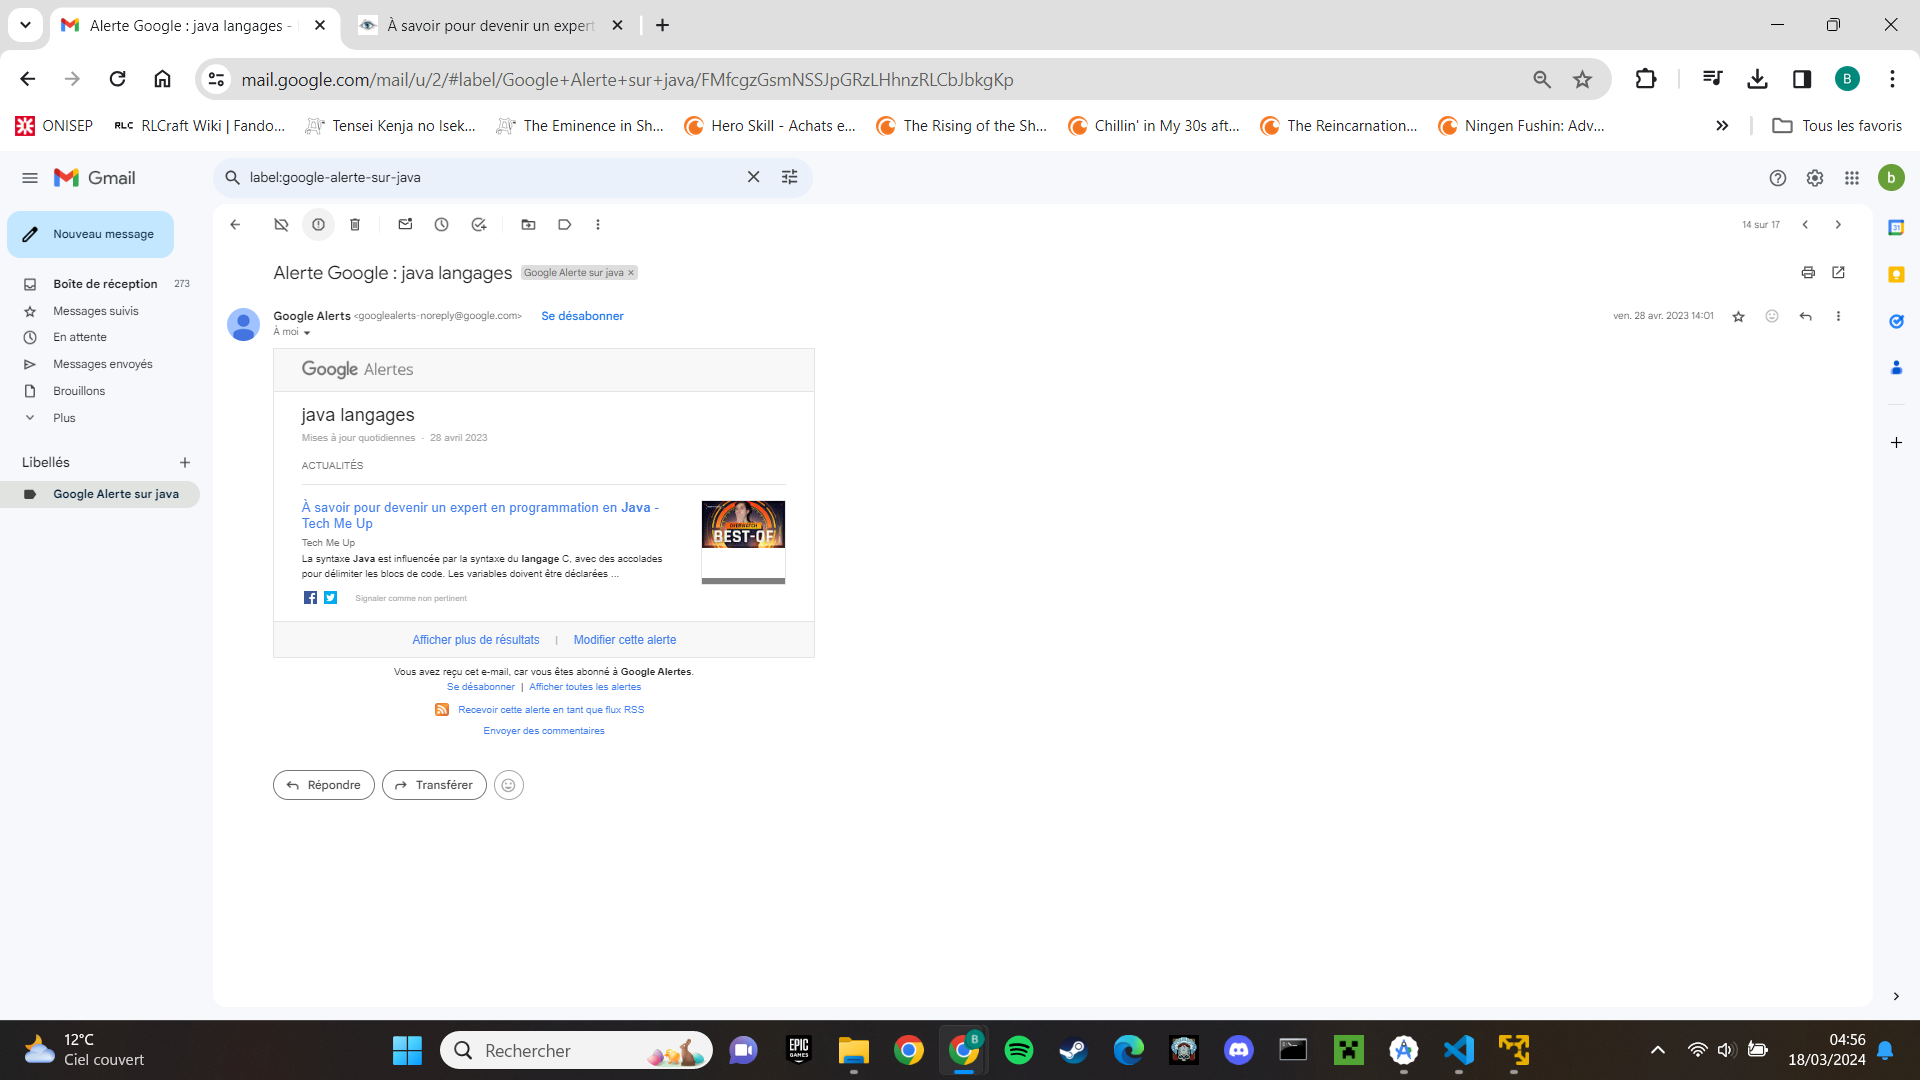 Alerte Google : java langages -
À savoir pour devenir un expert
mail.google.com/mail/u/2/#label/Google+Alerte+sur+java/FMfcgzGsmNSSJpGRzLHhnzRLCbJbkgKp
B
ONISEP
RLC RLCraft Wiki | Fando...
Tensei Kenja no Isek...
The Eminence in Sh...
Hero Skill - Achats e...
The Rising of the Sh...
Chillin' in My 30s aft...
The Reincarnation...
Ningen Fushin: Adv...
Tous les favoris
Gmail
label:google-alerte-sur-java
b
Nouveau message
14 sur 17
Boîte de réception 273
Messages suivis
En attente
Messages envoyés
Brouillons
Plus
Libellés
Google Alerte sur java
Alerte Google : java langages
Google Alerte sur java
Google Alerts <googlealerts-noreply@google.com>
Se désabonner
ven. 28 avr. 2023 14:01
À moi
Google Alertes
java langages
Mises à jour quotidiennes · 28 avril 2023
ACTUALITÉS
À savoir pour devenir un expert en programmation en Java -
Tech Me Up
Tech Me Up
La syntaxe Java est influencée par la syntaxe du langage C, avec des accolades
pour délimiter les blocs de code. Les variables doivent être déclarées ...
OVERWATCH
BEST-OF
Signaler comme non pertinent
Afficher plus de résultats | Modifier cette alerte
Vous avez reçu cet e-mail, car vous êtes abonné à Google Alertes.
Se désabonner | Afficher toutes les alertes
Recevoir cette alerte en tant que flux RSS
Envoyer des commentaires
Répondre
Transférer
31
12°C
Ciel couvert
Rechercher
EPIC
GAMES
B
04:56
18/03/2024